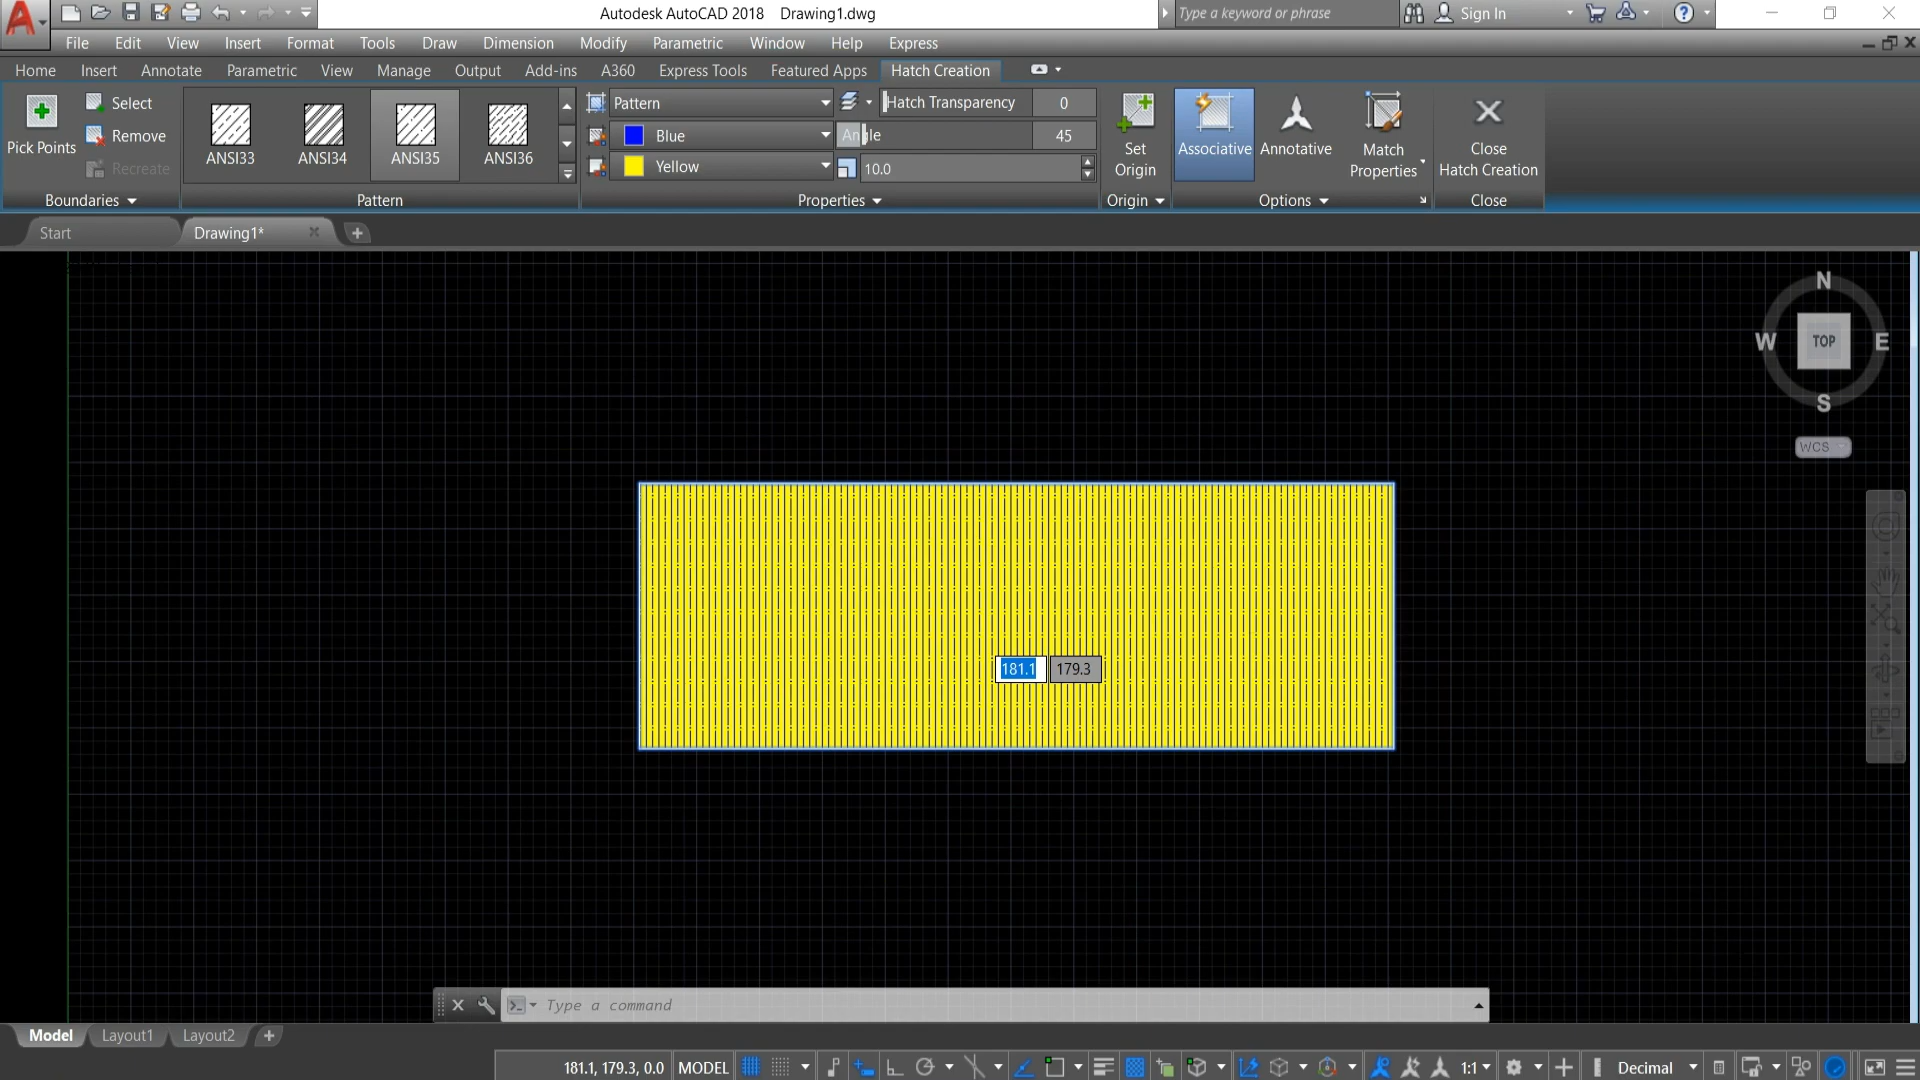 Autodesk AutoCAD 2018 Drawing1.dwg Type a keyword or phrase Sign In
File Edit View Insert Format Tools Draw Dimension Modify Parametric Window Help Express
Home Insert Annotate Parametric View Manage Output Add-ins A360 Express Tools Featured Apps Hatch Creation
Pick Points
Select
Remove
Recreate
Boundaries
ANSI33 ANSI34 ANSI35 ANSI36
Pattern
Pattern
Blue
Yellow
Hatch Transparency 0
Angle 45
10.0
Properties
Set
Origin
Origin
Associative
Annotative
Match
Properties
Options
Close
Hatch Creation
Close
Start Drawing1*
N
W TOP E
S
WCS
181.1 179.3
Type a command
Model Layout1 Layout2
181.1, 179.3, 0.0 MODEL 1:1 Decimal